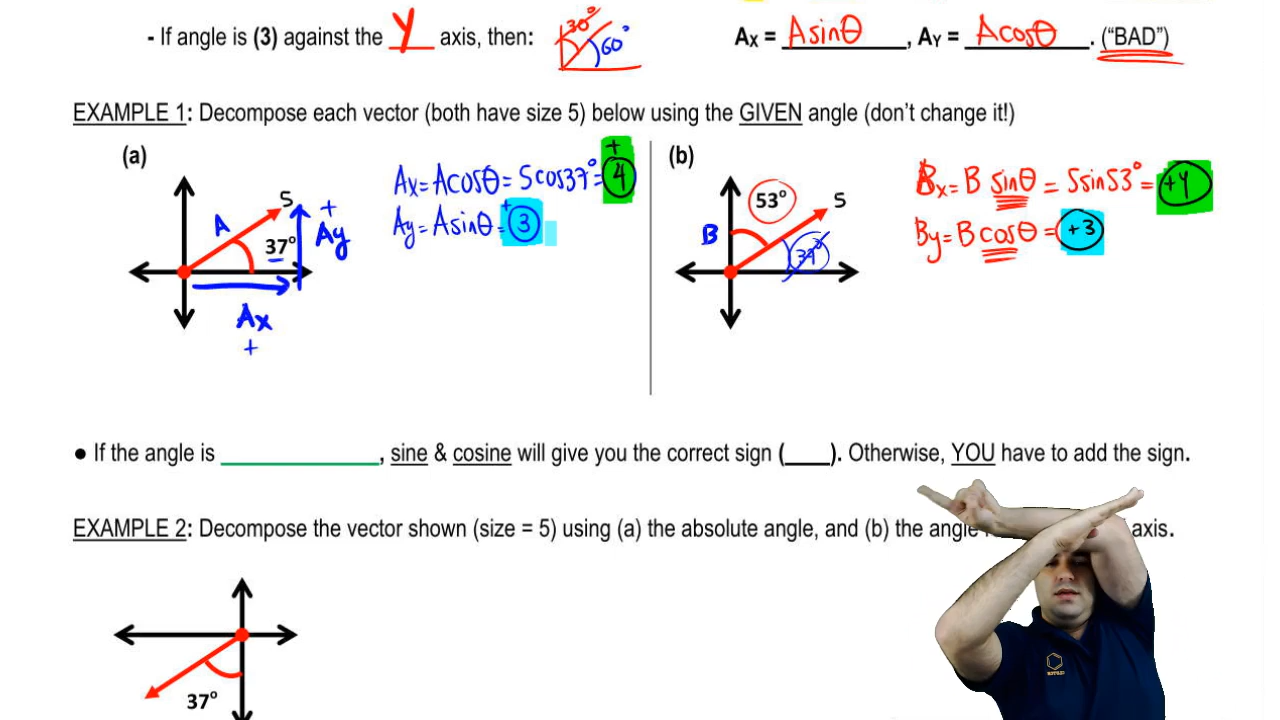 - If angle is (3) against the Y axis, then: 30° 60° Ax = Asinθ, AY = Acosθ. ("BAD")
EXAMPLE 1: Decompose each vector (both have size 5) below using the GIVEN angle (don't change it!)
(a)
A
5
37°
Ay
+
Ax
+
Ax = Acosθ = 5cos37° = + 4
Ay = Asinθ = + 3
(b)
53°
5
B
37°
Bx = B sinθ = 5sin53° = +4
By = B cosθ = +3
● If the angle is ____________, sine & cosine will give you the correct sign (____). Otherwise, YOU have to add the sign.
EXAMPLE 2: Decompose the vector shown (size = 5) using (a) the absolute angle, and (b) the angle axis.
37°